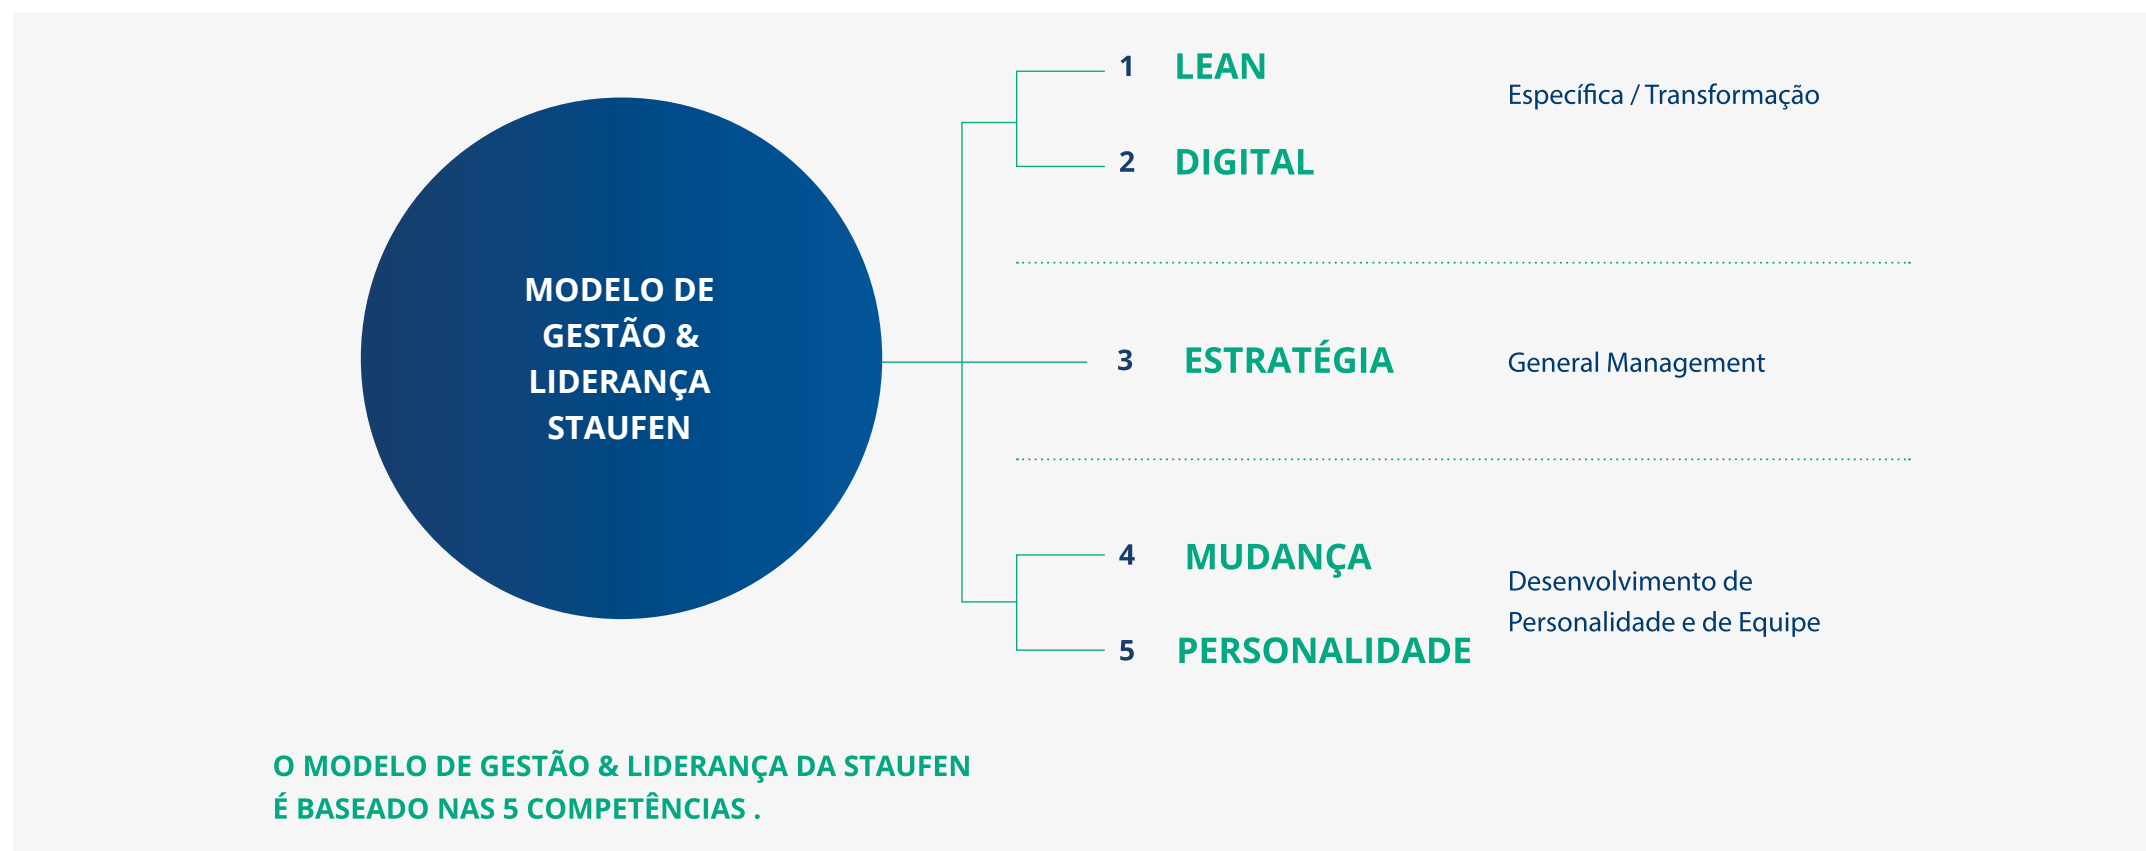 MODELO DE
GESTÃO &
LIDERANÇA
STAUFEN
1 LEAN
Específica / Transformação
2 DIGITAL
3 ESTRATÉGIA General Management
4 MUDANÇA
Desenvolvimento de
Personalidade e de Equipe
5 PERSONALIDADE
O MODELO DE GESTÃO & LIDERANÇA DA STAUFEN
É BASEADO NAS 5 COMPETÊNCIAS .